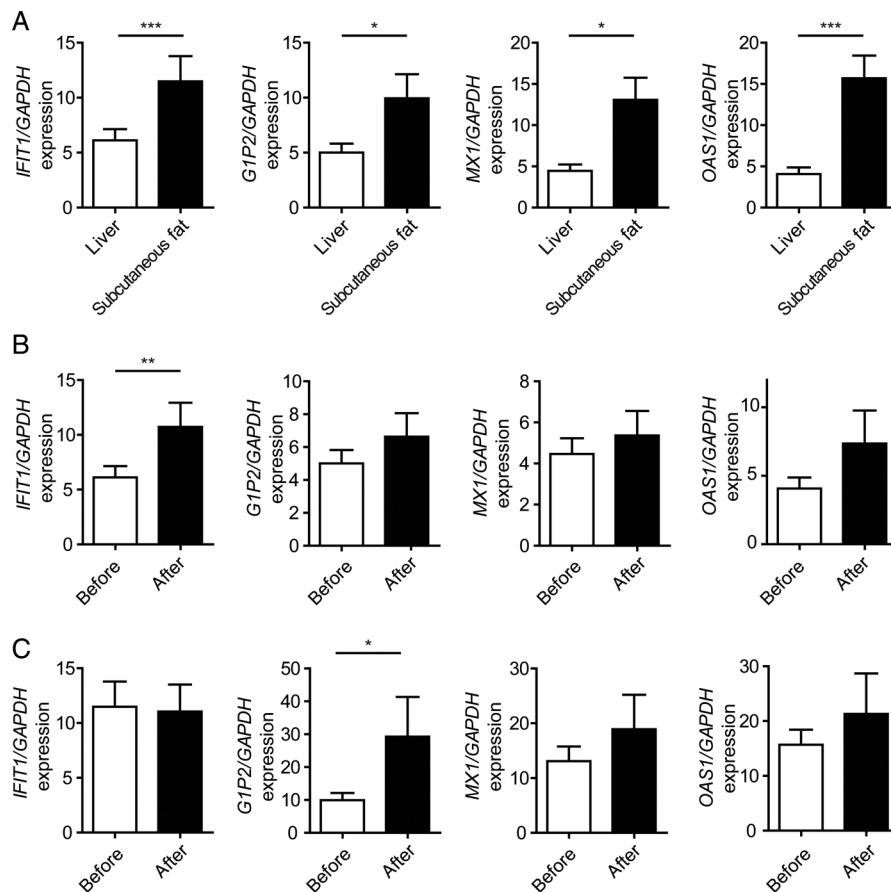 A
***
IFIT1/GAPDH
expression
15
10
5
0
Liver
Subcutaneous fat
*
G1P2/GAPDH
expression
15
10
5
0
Liver
Subcutaneous fat
*
MX1/GAPDH
expression
20
15
10
5
0
Liver
Subcutaneous fat
***
OAS1/GAPDH
expression
20
15
10
5
0
Liver
Subcutaneous fat
B
**
IFIT1/GAPDH
expression
15
10
5
0
Before
After
G1P2/GAPDH
expression
10
8
6
4
2
0
Before
After
MX1/GAPDH
expression
8
6
4
2
0
Before
After
OAS1/GAPDH
expression
10
5
0
Before
After
C
IFIT1/GAPDH
expression
15
10
5
0
Before
After
*
G1P2/GAPDH
expression
50
40
30
20
10
0
Before
After
MX1/GAPDH
expression
30
20
10
0
Before
After
OAS1/GAPDH
expression
30
20
10
0
Before
After